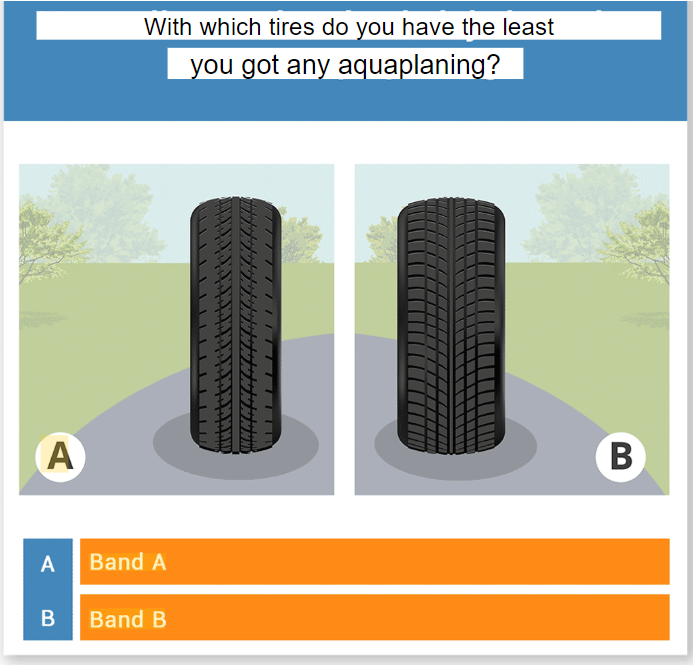 With which tires do you have the least
you got any aquaplaning?
A
B
A
Band A
B
Band B